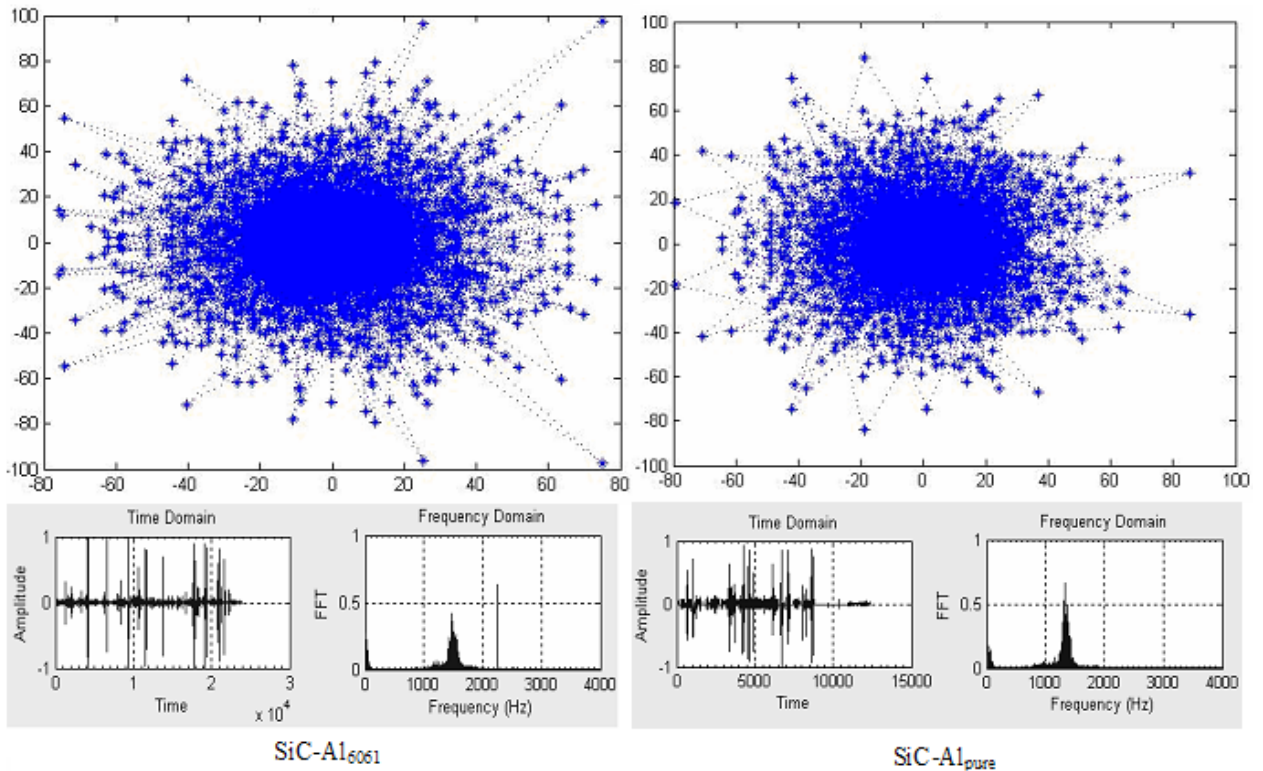 100
80
60
40
20
0
-20
-40
-60
-80
-100
-80 -60 -40 -20 0 20 40 60 80
100
80
60
40
20
0
-20
-40
-60
-80
-100
-80 -60 -40 -20 0 20 40 60 80 100
Time Domain
1
0
-1
Amplitude
0 1 2 3
Time
x 10^4
Frequency Domain
1
0.5
0
FFT
0 1000 2000 3000 4000
Frequency (Hz)
Time Domain
1
0
-1
Amplitude
0 5000 10000 15000
Time
Frequency Domain
1
0.5
0
FFT
0 1000 2000 3000 4000
Frequency (Hz)
SiC-Al6061
SiC-Alpure